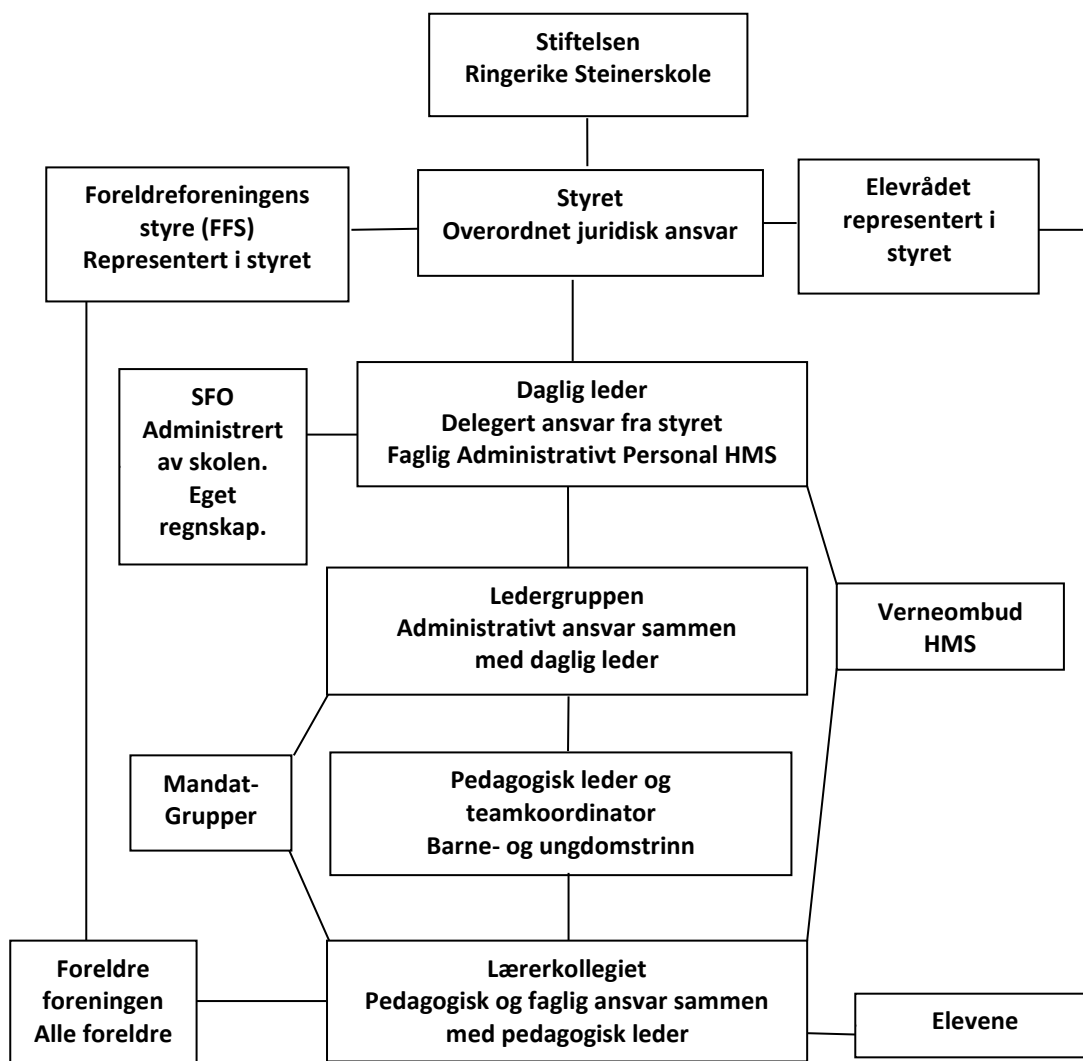 Stiftelsen
Ringerike Steinerskole
Foreldreforeningens
styre (FFS)
Representert i styret
Styret
Overordnet juridisk ansvar
Elevrådet
representert i
styret
SFO
Administrert
av skolen.
Eget
regnskap.
Daglig leder
Delegert ansvar fra styret
Faglig Administrativt Personal HMS
Ledergruppen
Administrativt ansvar sammen
med daglig leder
Verneombud
HMS
Mandat-
Grupper
Pedagogisk leder og
teamkoordinator
Barne- og ungdomstrinn
Foreldre
foreningen
Alle foreldre
Lærerkollegiet
Pedagogisk og faglig ansvar sammen
med pedagogisk leder
Elevene